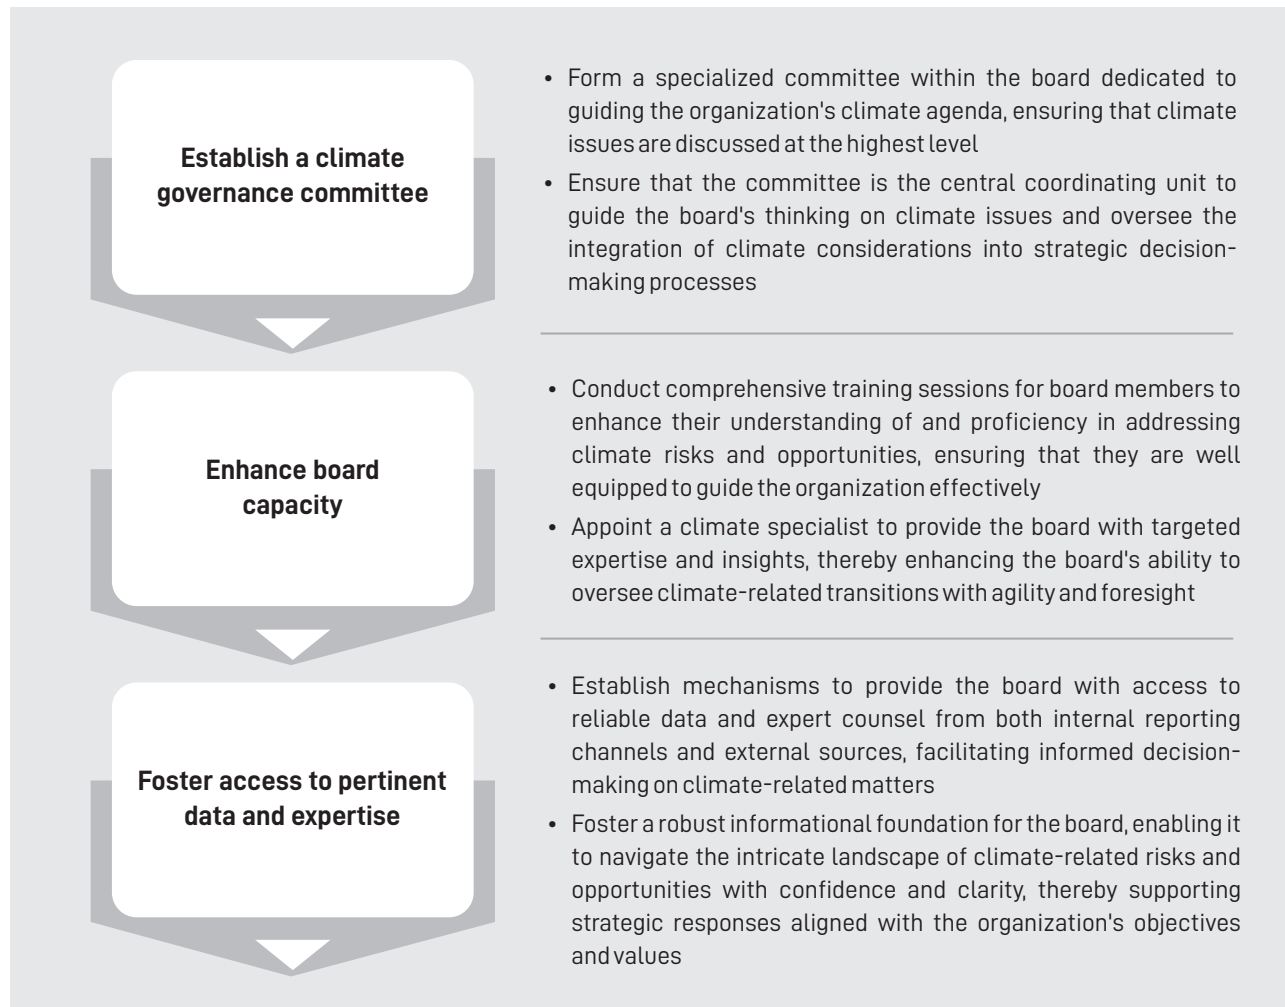 Establish a climate
governance committee
• Form a specialized committee within the board dedicated to
guiding the organization's climate agenda, ensuring that climate
issues are discussed at the highest level
• Ensure that the committee is the central coordinating unit to
guide the board's thinking on climate issues and oversee the
integration of climate considerations into strategic decision-
making processes
Enhance board
capacity
• Conduct comprehensive training sessions for board members to
enhance their understanding of and proficiency in addressing
climate risks and opportunities, ensuring that they are well
equipped to guide the organization effectively
• Appoint a climate specialist to provide the board with targeted
expertise and insights, thereby enhancing the board's ability to
oversee climate-related transitions with agility and foresight
Foster access to pertinent
data and expertise
• Establish mechanisms to provide the board with access to
reliable data and expert counsel from both internal reporting
channels and external sources, facilitating informed decision-
making on climate-related matters
• Foster a robust informational foundation for the board, enabling it
to navigate the intricate landscape of climate-related risks and
opportunities with confidence and clarity, thereby supporting
strategic responses aligned with the organization's objectives
and values